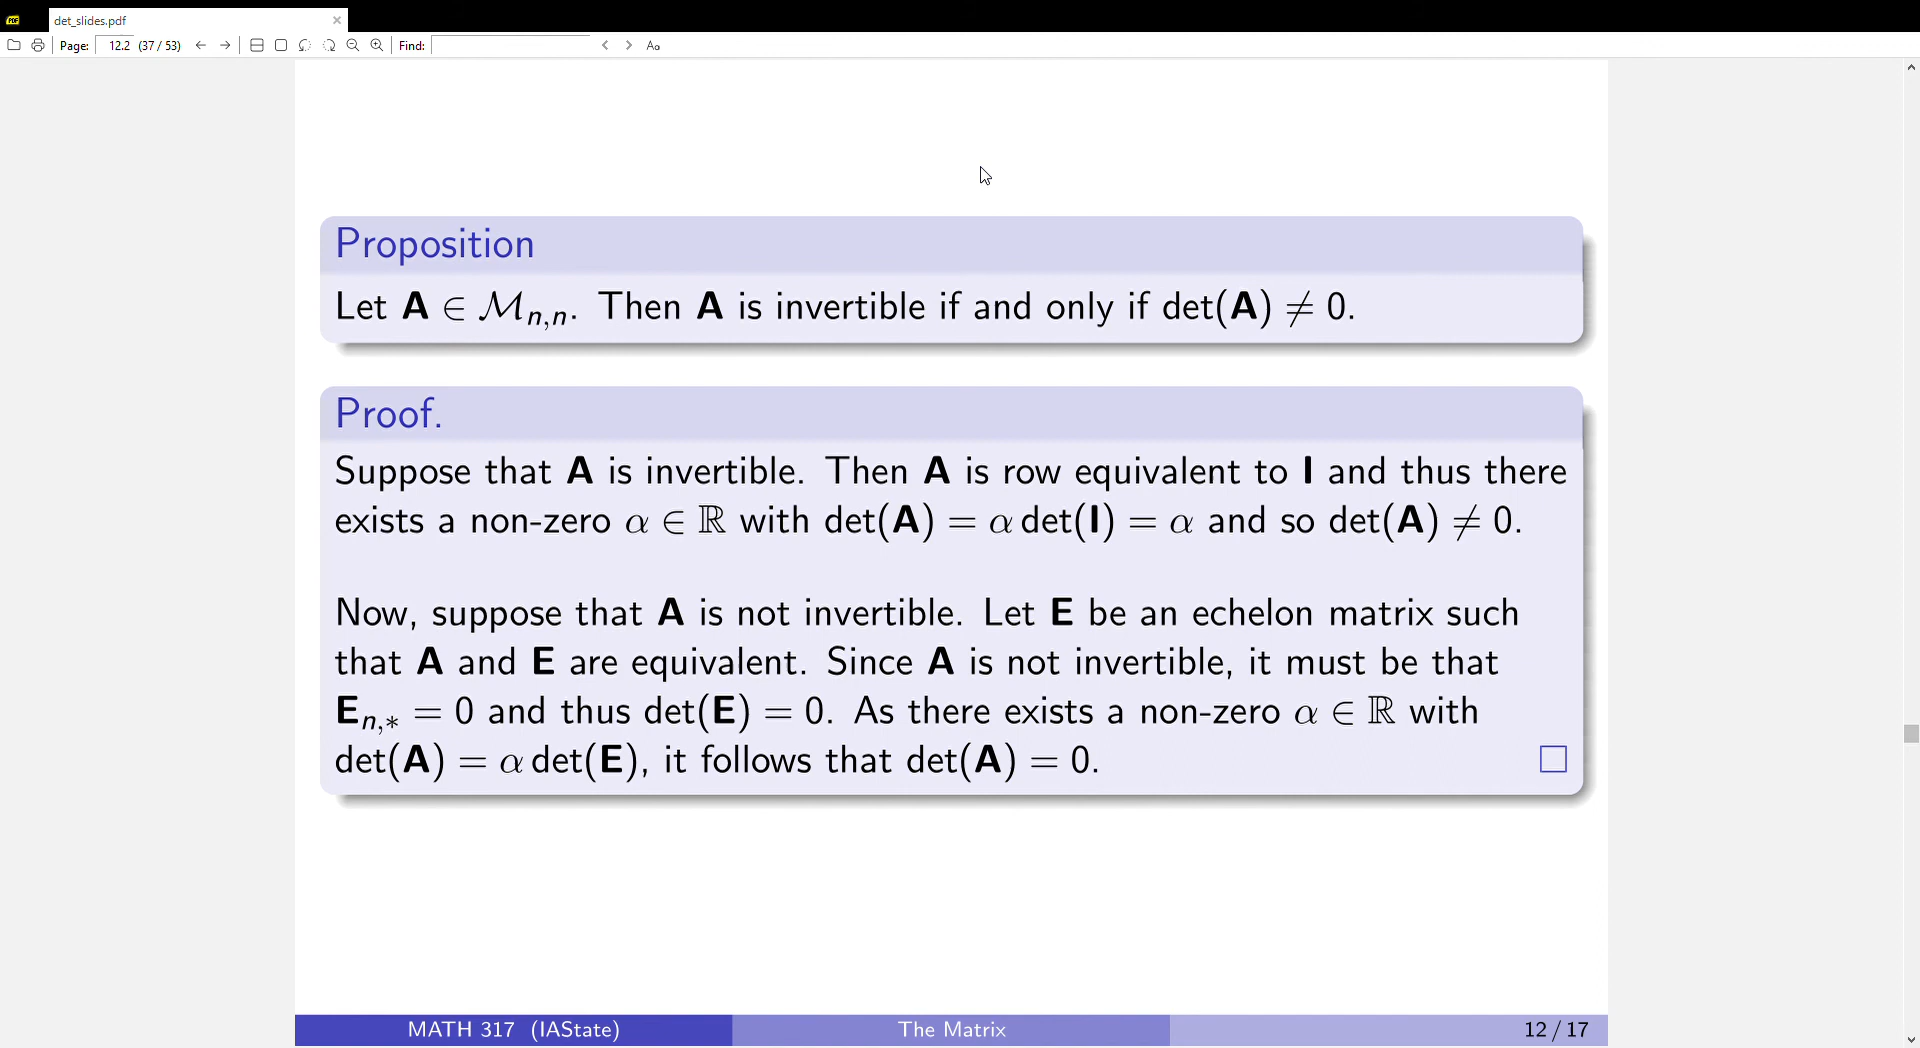 det_slides.pdf
Page: 12.2 (37 / 53) Find: Aa
Proposition
Let A ∈ ℳn,n. Then A is invertible if and only if det(A) ≠ 0.
Proof.
Suppose that A is invertible. Then A is row equivalent to I and thus there
exists a non-zero α ∈ ℝ with det(A) = α det(I) = α and so det(A) ≠ 0.
Now, suppose that A is not invertible. Let E be an echelon matrix such
that A and E are equivalent. Since A is not invertible, it must be that
En,* = 0 and thus det(E) = 0. As there exists a non-zero α ∈ ℝ with
det(A) = α det(E), it follows that det(A) = 0. □
MATH 317 (IAState) The Matrix 12 / 17